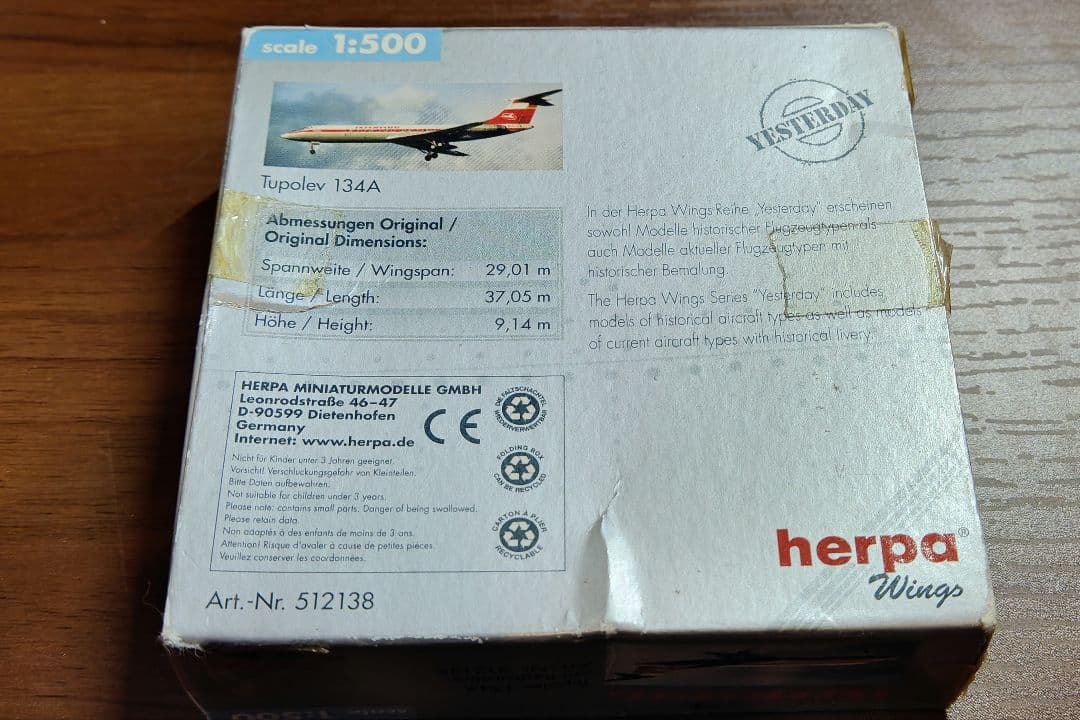 scale 1:500
Tupolev 134A
Abmessungen Original /
Original Dimensions:
Spannweite / Wingspan: 29,01 m
Länge / Length: 37,05 m
Höhe / Height: 9,14 m
YESTERDAY
In der Herpa Wings-Reihe „Yesterday" erscheinen
sowohl Modelle historischer Flugzeugtypen als
auch Modelle aktueller Flugzeugtypen mit
historischer Bemalung.
The Herpa Wings Series "Yesterday" includes
models of historical aircraft types as well as models
of current aircraft types with historical livery.
HERPA MINIATURMODELLE GMBH
Leonrodstraße 46–47
D-90599 Dietenhofen
Germany
Internet: www.herpa.de
CE
Nicht für Kinder unter 3 Jahren geeignet.
Vorsicht! Verschluckungsgefahr von Kleinteilen.
Bitte Daten aufbewahren.
Not suitable for children under 3 years.
Please note: contains small parts. Danger of being swallowed.
Please retain data.
Non adaptés à des enfants de moins de 3 ans.
Attention! Risque d'avaler à cause de petites pièces.
Veuillez conserver les coordonnées.
DIE FALTSCHACHTEL
WIEDERVERWERTBAR
FOLDING BOX
CAN BE RECYCLED
CARTON A PLIER
RECYCLABLE
Art.-Nr. 512138
herpa®
Wings
scale 1:500